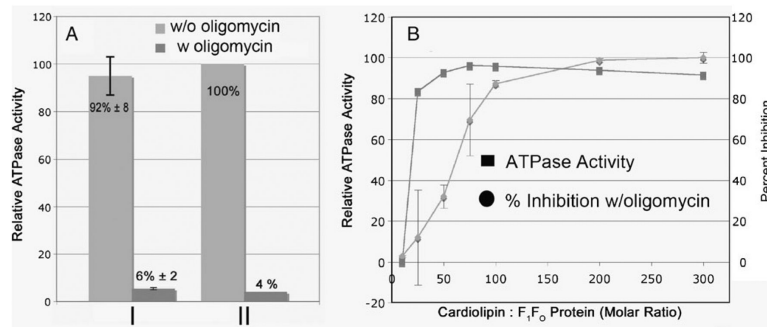 A
w/o oligomycin
w oligomycin
Relative ATPase Activity
120
100
80
60
40
20
0
92% ± 8
100%
6% ± 2
4 %
I
II
B
Relative ATPase Activity
120
100
80
60
40
20
0
-20
ATPase Activity
% Inhibition w/oligomycin
0
50
100
150
200
250
300
Cardiolipin : F₁F₀ Protein (Molar Ratio)
120
100
80
60
40
20
0
Percent Inhibition